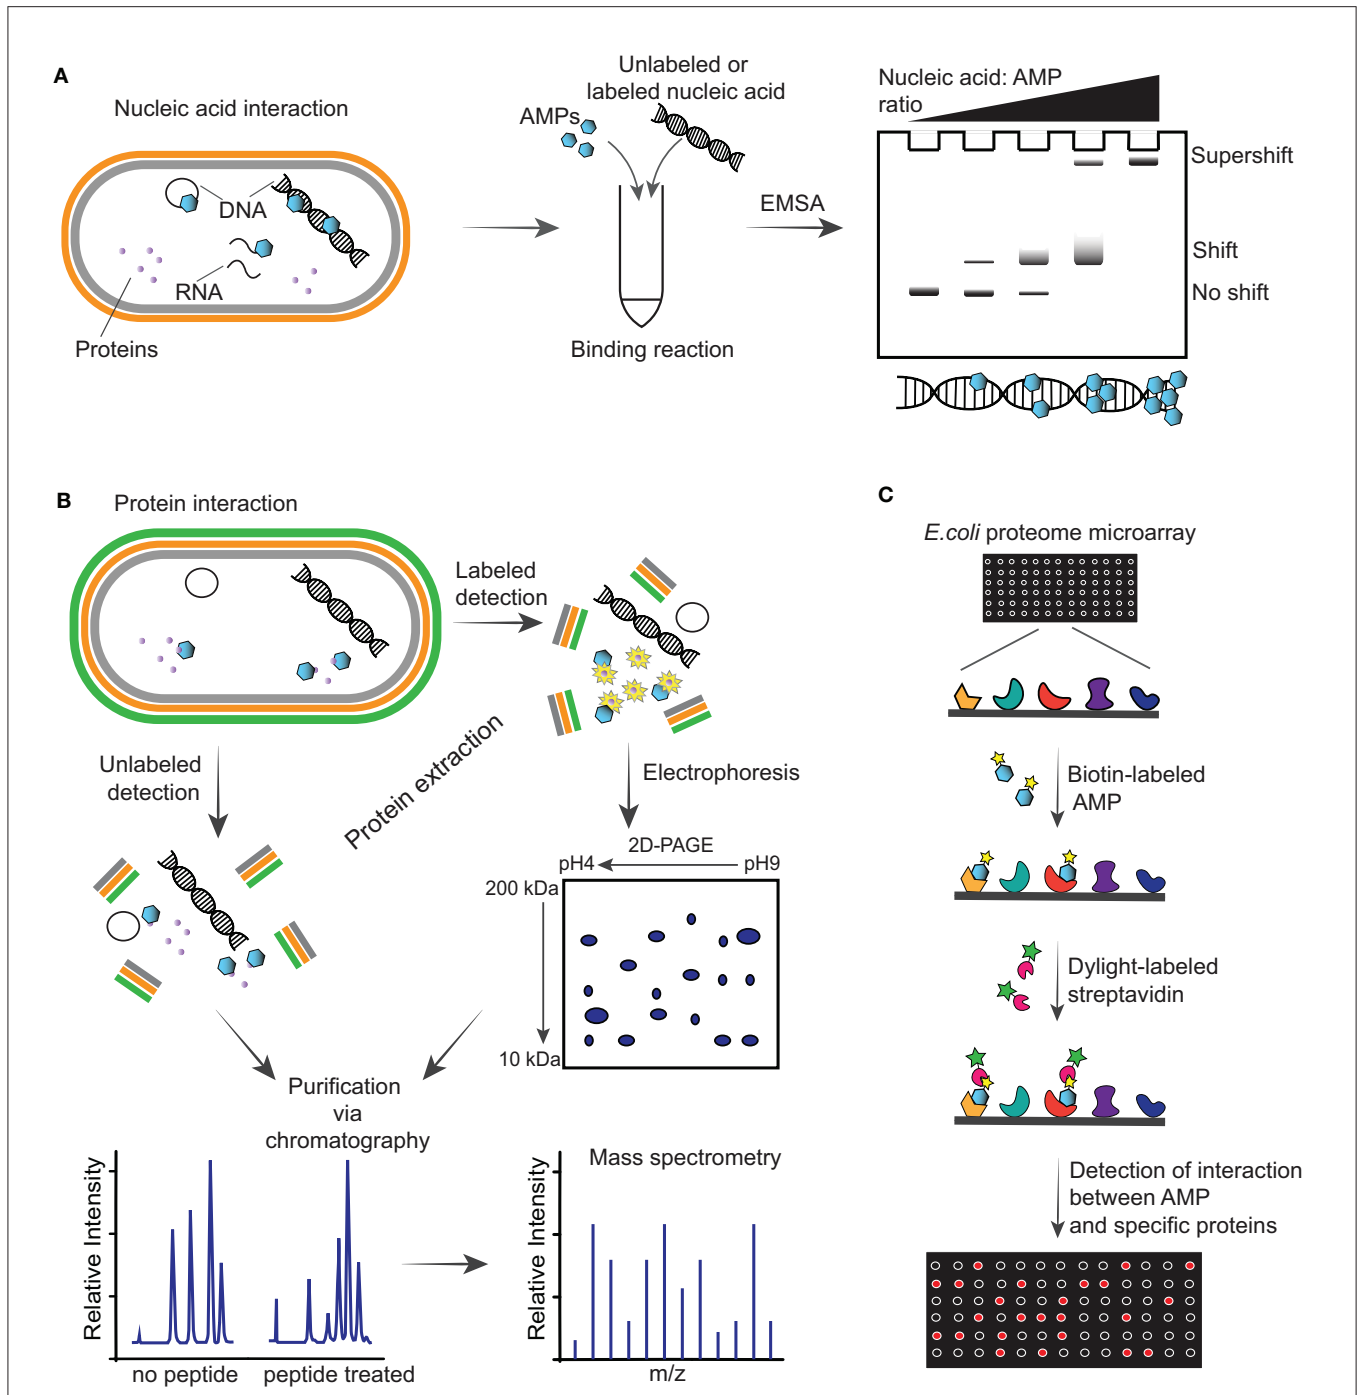 A
Nucleic acid interaction
DNA
RNA
Proteins
Unlabeled or
labeled nucleic acid
AMPs
Binding reaction
EMSA
Nucleic acid: AMP
ratio
Supershift
Shift
No shift
B
Protein interaction
Labeled
detection
Unlabeled
detection
Protein extraction
Electrophoresis
2D-PAGE
pH4
pH9
200 kDa
10 kDa
Purification
via
chromatography
Relative Intensity
no peptide
peptide treated
Mass spectrometry
Relative Intensity
m/z
C
E.coli proteome microarray
Biotin-labeled
AMP
Dylight-labeled
streptavidin
Detection of interaction
between AMP
and specific proteins